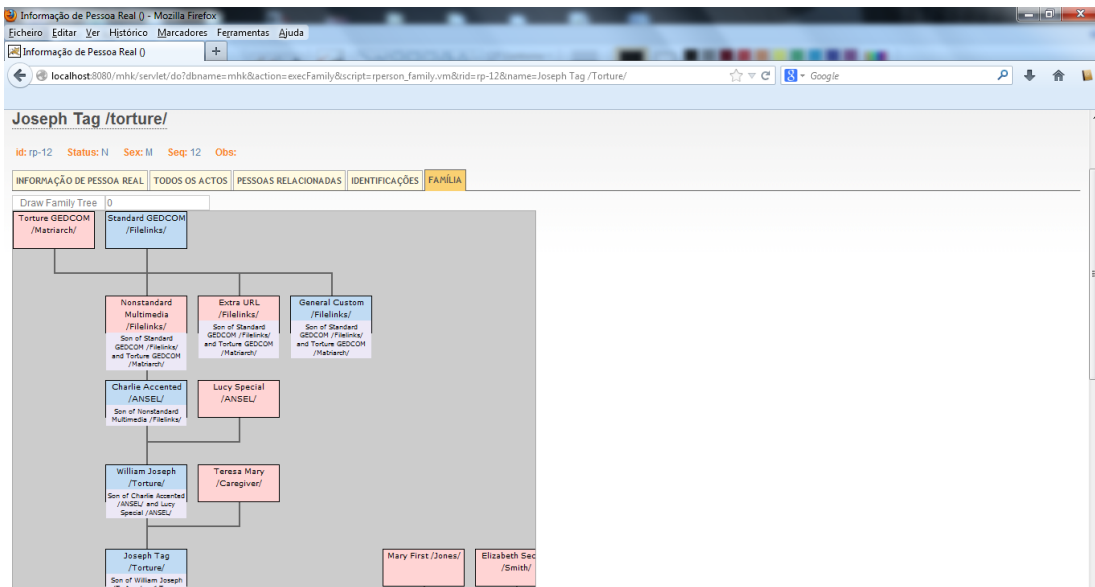 Informação de Pessoa Real () - Mozilla Firefox
Ficheiro Editar Ver Histórico Marcadores Ferramentas Ajuda
Informação de Pessoa Real () +
localhost:8080/mhk/servlet/do?dbname=mhk&action=execFamily&script=rperson_family.vm&rid=rp-12&name=Joseph Tag /Torture/ Google
Joseph Tag /torture/
id: rp-12 Status: N Sex: M Seq: 12 Obs:
INFORMAÇÃO DE PESSOA REAL TODOS OS ACTOS PESSOAS RELACIONADAS IDENTIFICAÇÕES FAMÍLIA
Draw Family Tree 0
Torture GEDCOM
/Matriarch/
Standard GEDCOM
/Filelinks/
Nonstandard
Multimedia
/Filelinks/
Son of Standard
GEDCOM /Filelinks/
and Torture GEDCOM
/Matriarch/
Extra URL
/Filelinks/
Son of Standard
GEDCOM /Filelinks/
and Torture GEDCOM
/Matriarch/
General Custom
/Filelinks/
Son of Standard
GEDCOM /Filelinks/
and Torture GEDCOM
/Matriarch/
Charlie Accented
/ANSEL/
Son of Nonstandard
Multimedia /Filelinks/
Lucy Special
/ANSEL/
William Joseph
/Torture/
Son of Charlie Accented
/ANSEL/ and Lucy
Special /ANSEL/
Teresa Mary
/Caregiver/
Joseph Tag
/Torture/
Son of William Joseph
Mary First /Jones/
Elizabeth Sec
/Smith/